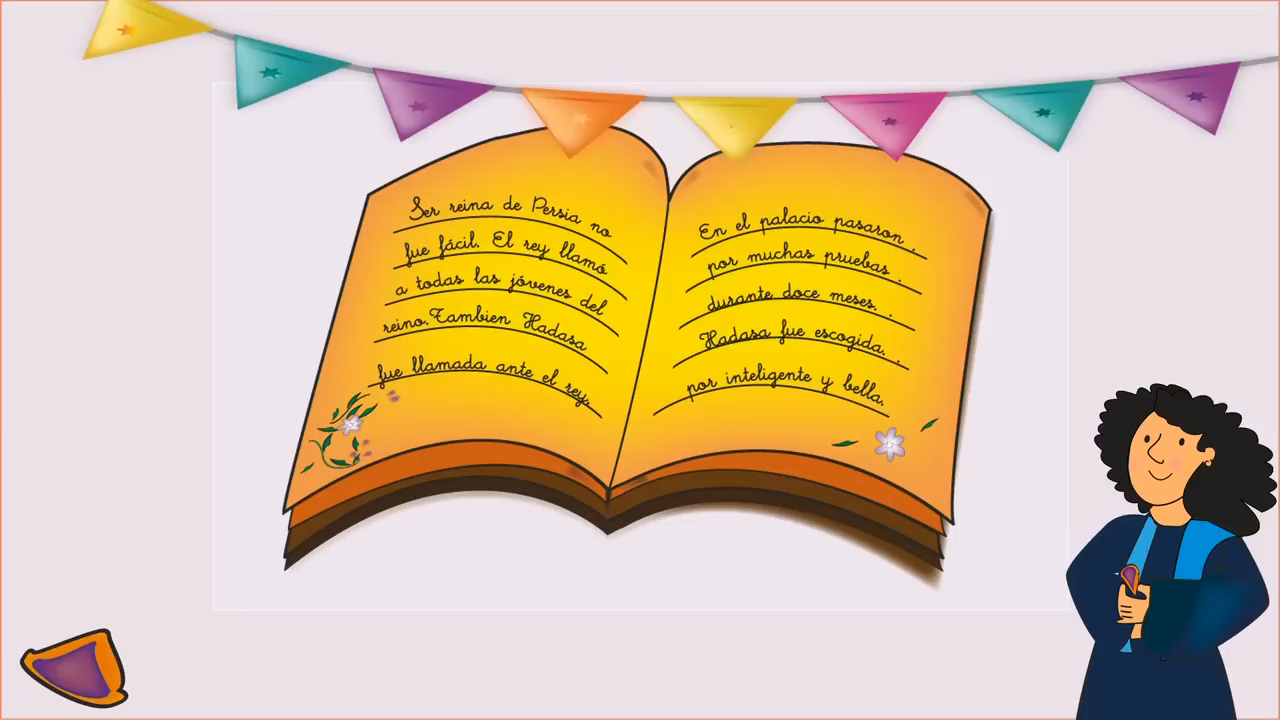 Ser reina de Persia no
fue fácil. El rey llamó
a todas las jóvenes del
reino.Tambien Hadasa
fue llamada ante el rey.
En el palacio pasaron .
por muchas pruebas .
durante doce meses. .
Hadasa fue escogida. .
por inteligente y bella.